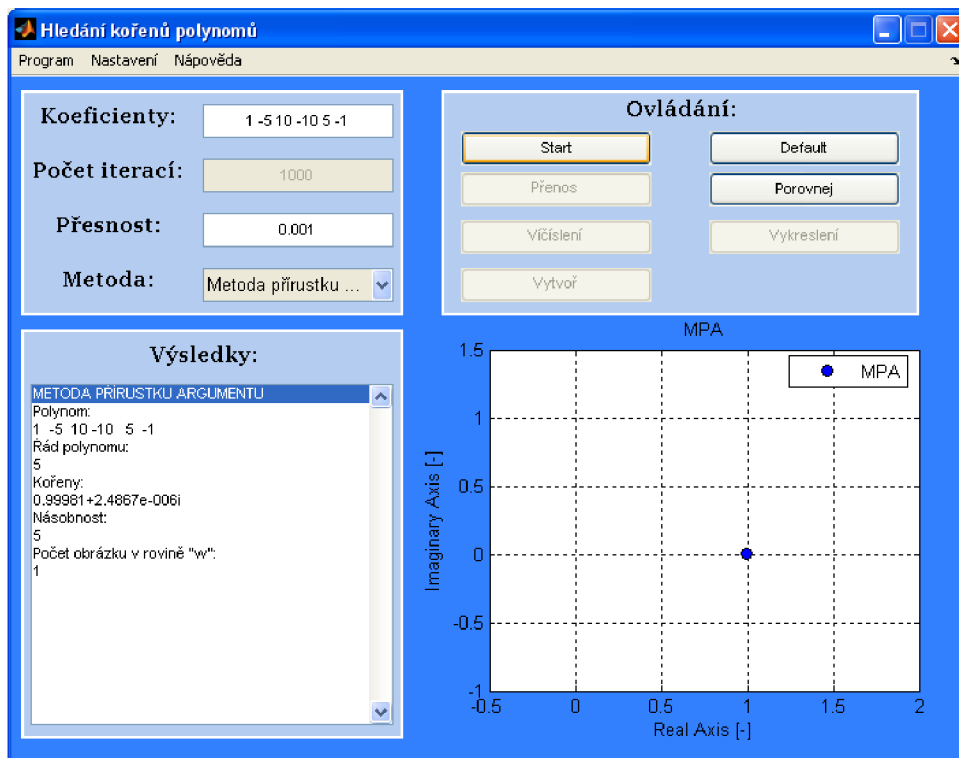 Hledání kořenů polynomů
Program Nastavení Nápověda
Koeficienty:
1 -5 10 -10 5 -1
Počet iterací:
1000
Přesnost:
0.001
Metoda:
Metoda přírustku ...
Ovládání:
Start
Default
Přenos
Porovnej
Víčíslení
Vykreslení
Vytvoř
Výsledky:
METODA PŘÍRUSTKU ARGUMENTU
Polynom:
1 -5 10 -10 5 -1
Řád polynomu:
5
Kořeny:
0.99981+2.4867e-006i
Násobnost:
5
Počet obrázku v rovině "w":
1
MPA
MPA
1.5
1
0.5
0
-0.5
-1
Imaginary Axis [-]
-0.5 0 0.5 1 1.5 2
Real Axis [-]